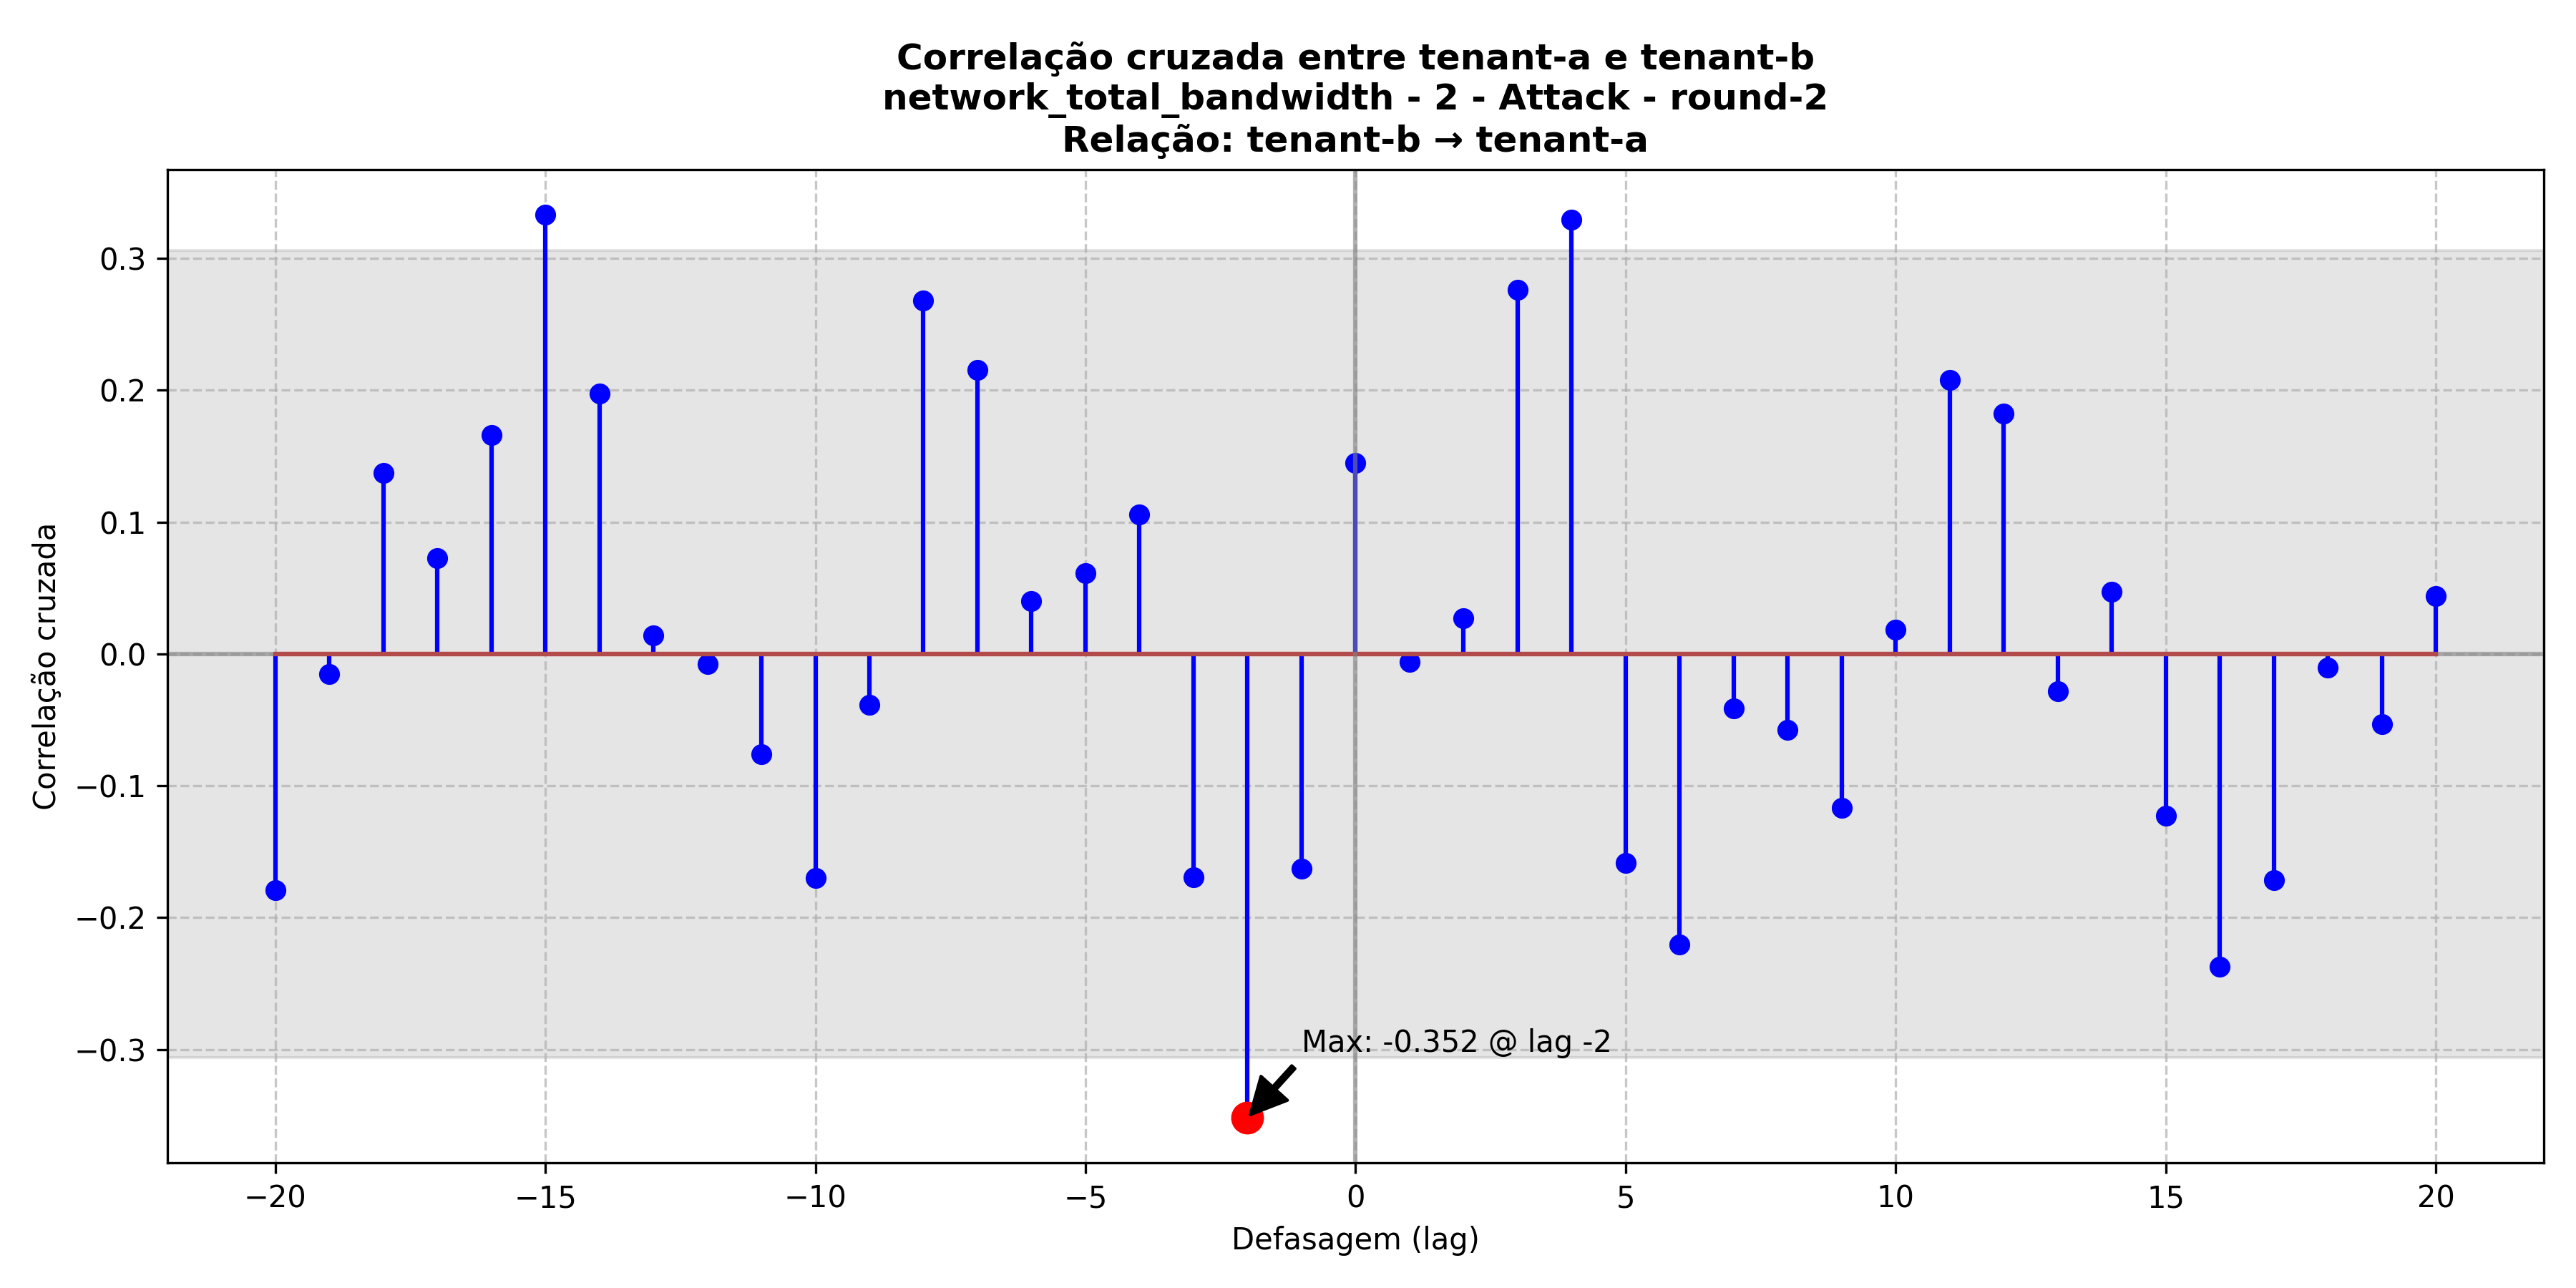 Correlação cruzada entre tenant-a e tenant-b
network_total_bandwidth - 2 - Attack - round-2
Relação: tenant-b → tenant-a
Correlação cruzada
0.3
0.2
0.1
0.0
−0.1
−0.2
−0.3
Max: -0.352 @ lag -2
−20
−15
−10
−5
0
5
10
15
20
Defasagem (lag)